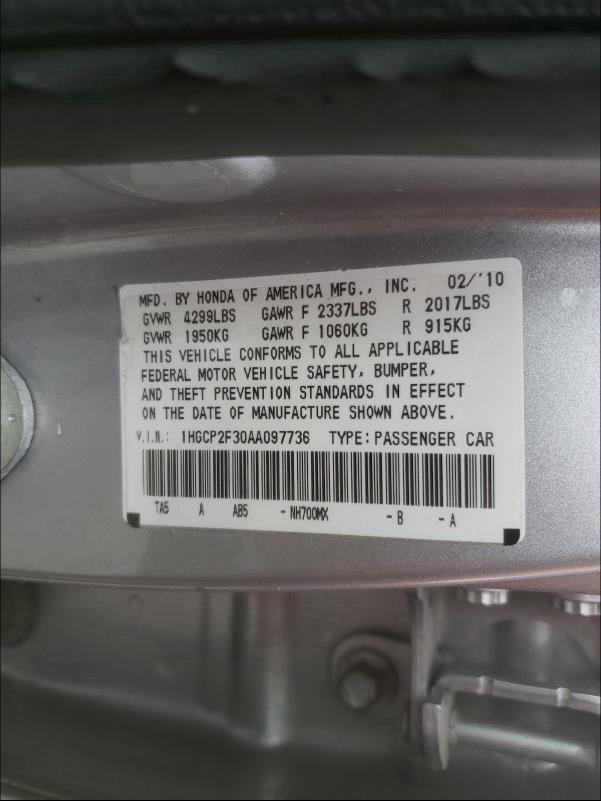 MFD. BY HONDA OF AMERICA MFG., INC. 02/'10
GVWR 4299LBS GAWR F 2337LBS R 2017LBS
GVWR 1950KG GAWR F 1060KG R 915KG
THIS VEHICLE CONFORMS TO ALL APPLICABLE
FEDERAL MOTOR VEHICLE SAFETY, BUMPER,
AND THEFT PREVENTION STANDARDS IN EFFECT
ON THE DATE OF MANUFACTURE SHOWN ABOVE.
V.I.N.: 1HGCP2F30AA097736 TYPE: PASSENGER CAR
TA5 A AB5 - NH700MX - B - A